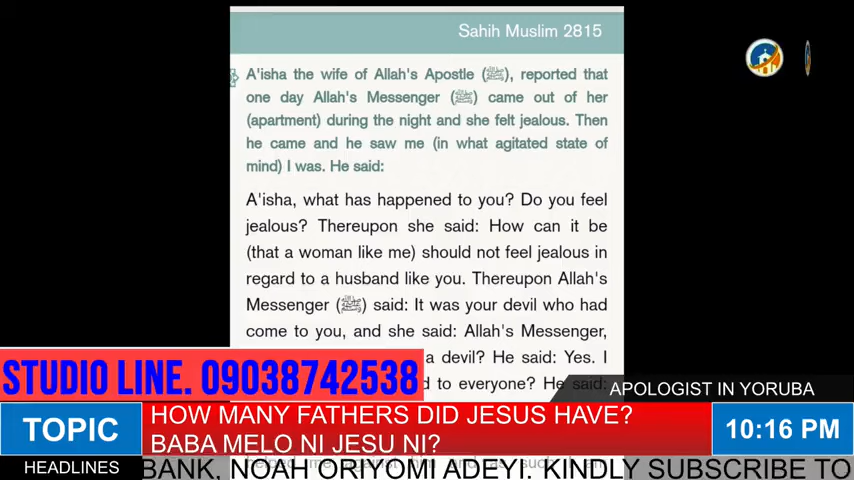 Sahih Muslim 2815
A'isha the wife of Allah's Apostle (ﷺ), reported that
one day Allah's Messenger (ﷺ) came out of her
(apartment) during the night and she felt jealous. Then
he came and he saw me (in what agitated state of
mind) I was. He said:
A'isha, what has happened to you? Do you feel
jealous? Thereupon she said: How can it be
(that a woman like me) should not feel jealous in
regard to a husband like you. Thereupon Allah's
Messenger (ﷺ) said: It was your devil who had
come to you, and she said: Allah's Messenger,
a devil? He said: Yes. I
d to everyone? He said:
STUDIO LINE. 09038742538
APOLOGIST IN YORUBA
TOPIC
HOW MANY FATHERS DID JESUS HAVE?
BABA MELO NI JESU NI?
10:16 PM
HEADLINES
BANK, NOAH ORIYOMI ADEYI. KINDLY SUBSCRIBE TO